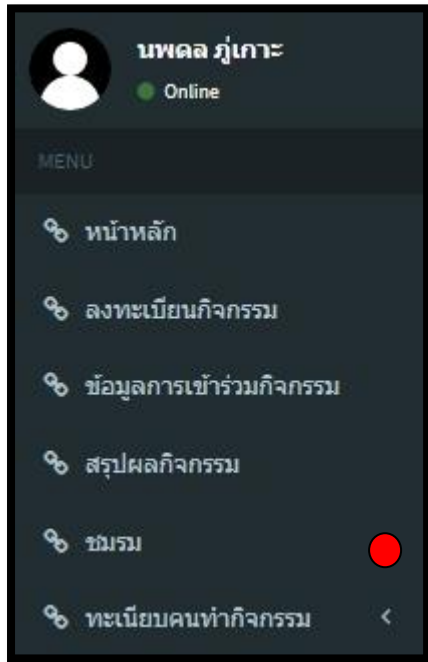 นพดล ภู่เกาะ
Online
MENU
หน้าหลัก
ลงทะเบียนกิจกรรม
ข้อมูลการเข้าร่วมกิจกรรม
สรุปผลกิจกรรม
ชมรม
ทะเนียบคนทำกิจกรรม